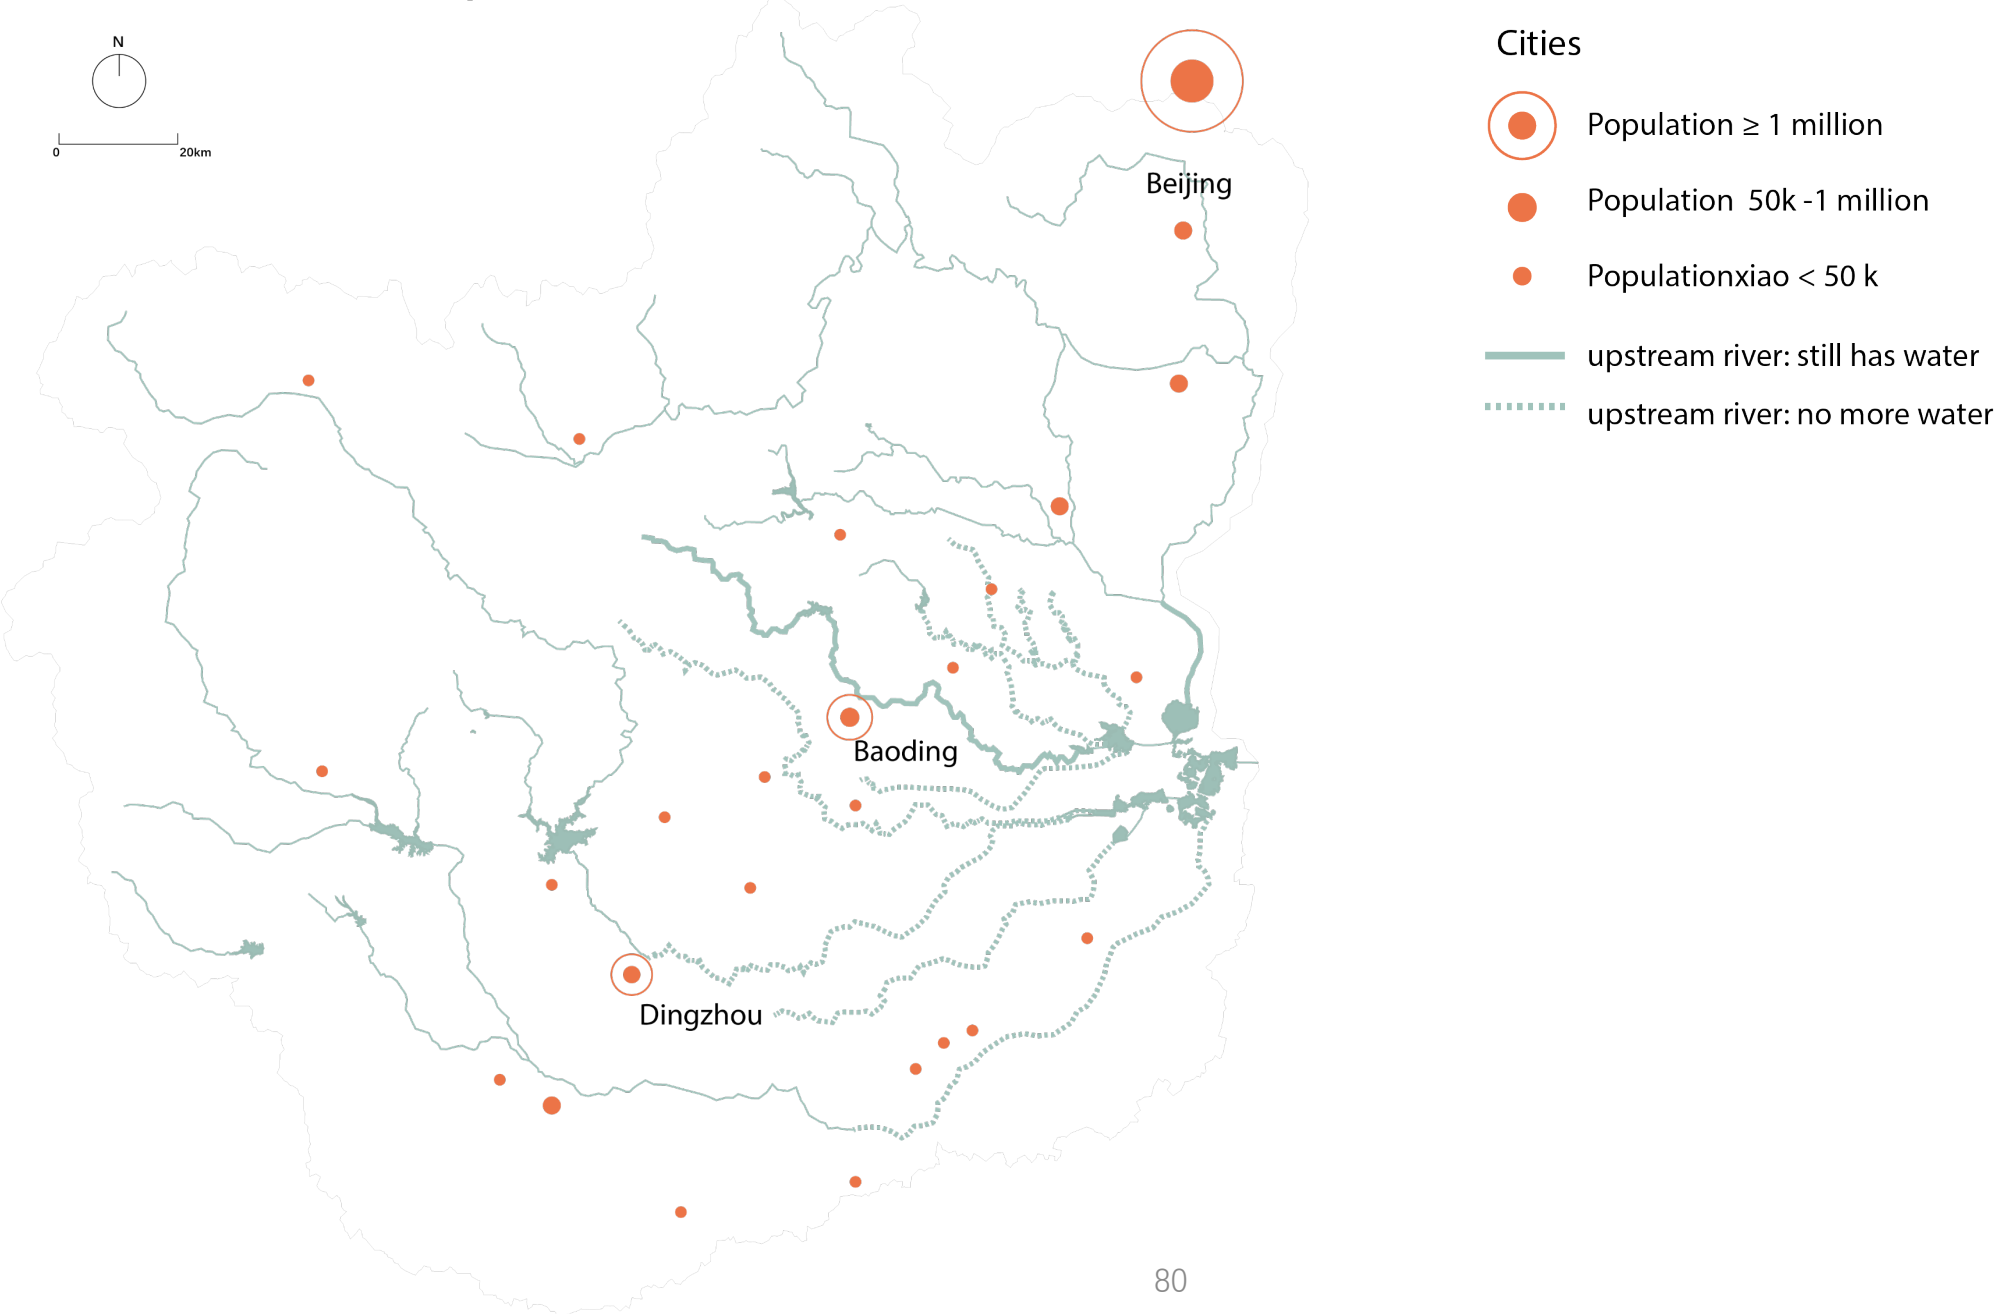 N
0 20km
Beijing
Baoding
Dingzhou
Cities
Population ≥ 1 million
Population 50k -1 million
Populationxiao < 50 k
upstream river: still has water
upstream river: no more water
80